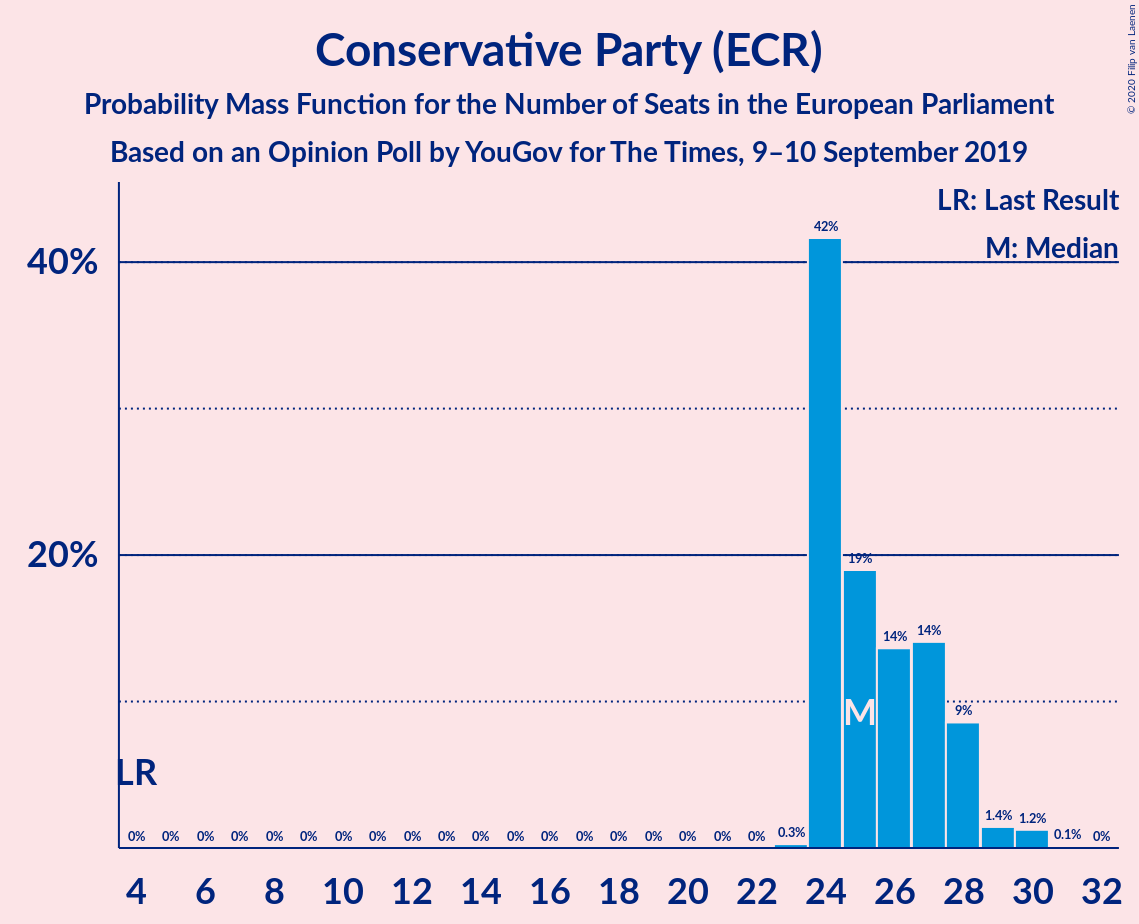 Conservative Party (ECR)
Probability Mass Function for the Number of Seats in the European Parliament
Based on an Opinion Poll by YouGov for The Times, 9–10 September 2019
© 2020 Filip van Laenen
LR: Last Result
M: Median
40%
20%
42%
19%
14%
14%
9%
M
LR
0% 0% 0% 0% 0% 0% 0% 0% 0% 0% 0% 0% 0% 0% 0% 0% 0% 0% 0% 0.3% 1.4% 1.2% 0.1% 0%
4 6 8 10 12 14 16 18 20 22 24 26 28 30 32